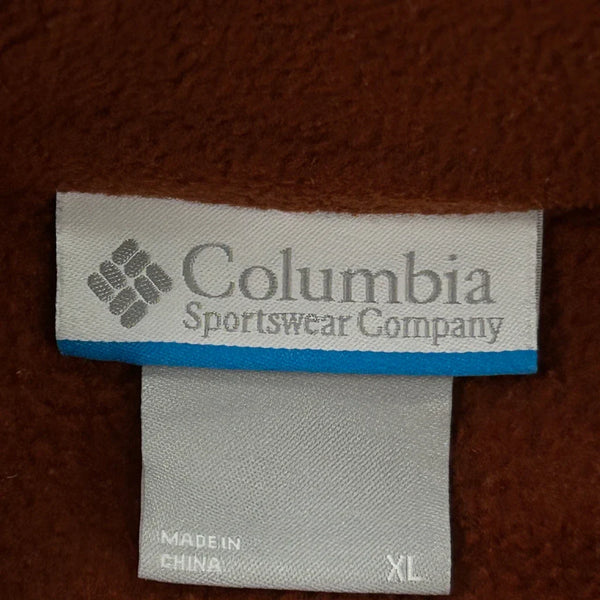 Columbia
Sportswear Company
MADE IN
CHINA
XL